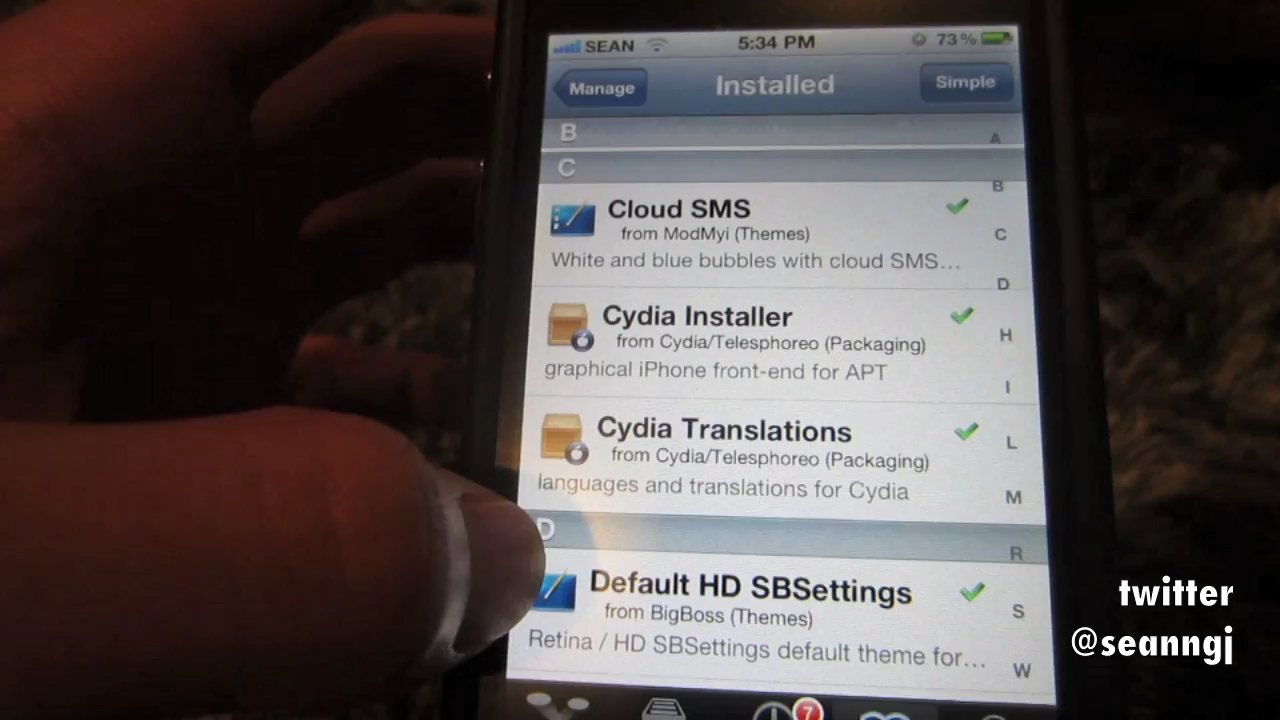 SEAN 5:34 PM 73%
Manage Installed Simple
B
A
C
B
Cloud SMS
from ModMyi (Themes)
C
White and blue bubbles with cloud SMS...
D
Cydia Installer
from Cydia/Telesphoreo (Packaging)
H
graphical iPhone front-end for APT
I
Cydia Translations
from Cydia/Telesphoreo (Packaging)
L
languages and translations for Cydia
M
D
R
Default HD SBSettings
from BigBoss (Themes)
S
Retina / HD SBSettings default theme for...
W
7
twitter
@seanngj